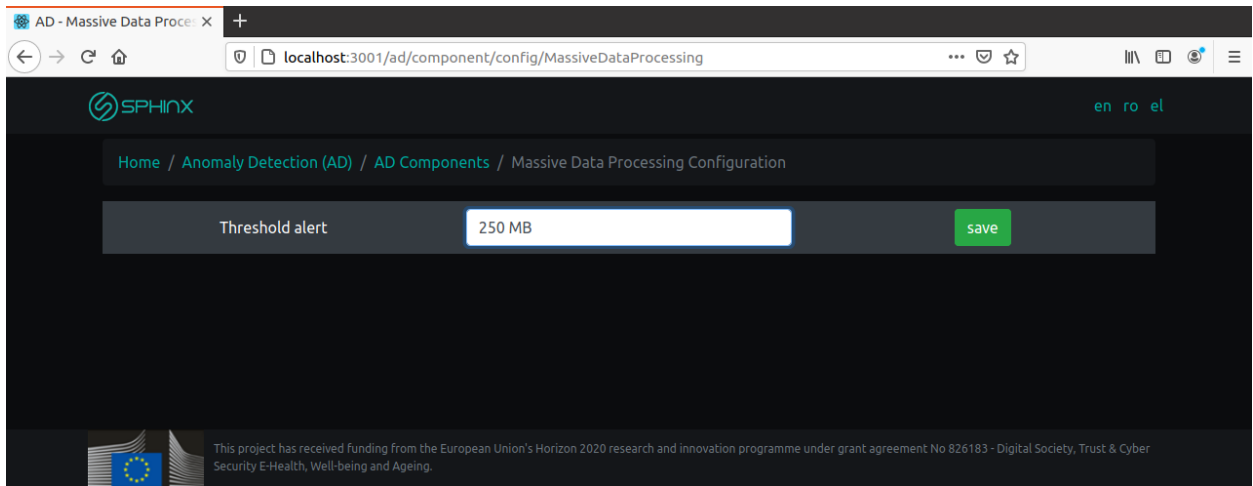 AD - Massive Data Proces
localhost:3001/ad/component/config/MassiveDataProcessing
SPHINX
en ro el
Home / Anomaly Detection (AD) / AD Components / Massive Data Processing Configuration
Threshold alert 250 MB save
This project has received funding from the European Union's Horizon 2020 research and innovation programme under grant agreement No 826183 - Digital Society, Trust & Cyber
Security E-Health, Well-being and Ageing.